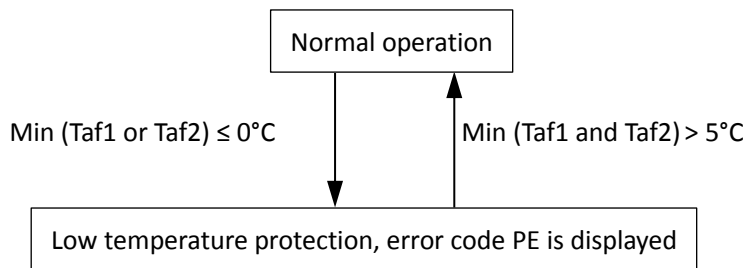 Normal operation
Min (Taf1 or Taf2) ≤ 0°C
Min (Taf1 and Taf2) > 5°C
Low temperature protection, error code PE is displayed